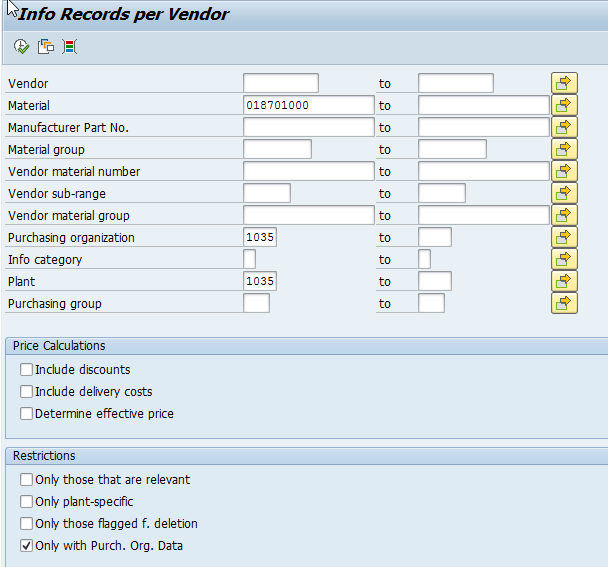 Info Records per Vendor
Vendor to
Material 018701000 to
Manufacturer Part No. to
Material group to
Vendor material number to
Vendor sub-range to
Vendor material group to
Purchasing organization 1035 to
Info category to
Plant 1035 to
Purchasing group to
Price Calculations
Include discounts
Include delivery costs
Determine effective price
Restrictions
Only those that are relevant
Only plant-specific
Only those flagged f. deletion
Only with Purch. Org. Data